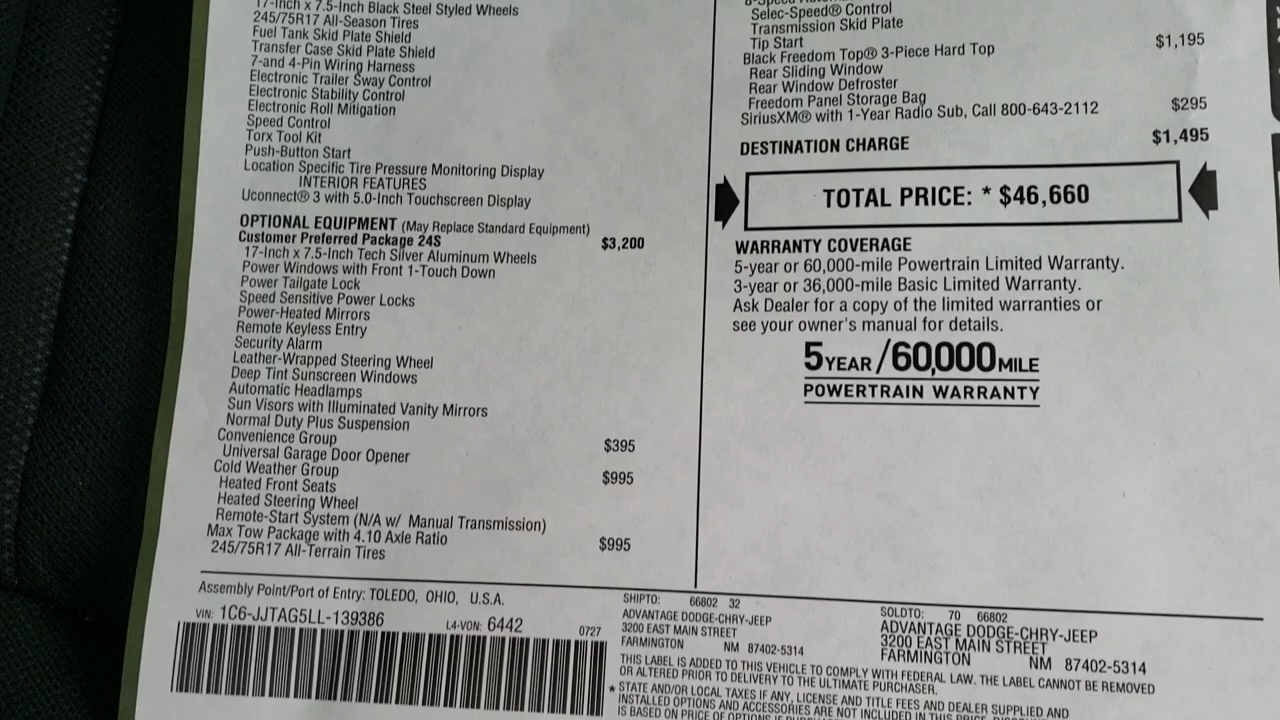 17-Inch x 7.5-Inch Black Steel Styled Wheels
245/75R17 All-Season Tires
Fuel Tank Skid Plate Shield
Transfer Case Skid Plate Shield
7-and 4-Pin Wiring Harness
Electronic Trailer Sway Control
Electronic Stability Control
Electronic Roll Mitigation
Speed Control
Torx Tool Kit
Push-Button Start
Location Specific Tire Pressure Monitoring Display
INTERIOR FEATURES
Uconnect® 3 with 5.0-Inch Touchscreen Display
OPTIONAL EQUIPMENT (May Replace Standard Equipment)
Customer Preferred Package 24S $3,200
17-Inch x 7.5-Inch Tech Silver Aluminum Wheels
Power Windows with Front 1-Touch Down
Power Tailgate Lock
Speed Sensitive Power Locks
Power-Heated Mirrors
Remote Keyless Entry
Security Alarm
Leather-Wrapped Steering Wheel
Deep Tint Sunscreen Windows
Automatic Headlamps
Sun Visors with Illuminated Vanity Mirrors
Normal Duty Plus Suspension
Convenience Group $395
Universal Garage Door Opener
Cold Weather Group $995
Heated Front Seats
Heated Steering Wheel
Remote-Start System (N/A w/ Manual Transmission)
Max Tow Package with 4.10 Axle Ratio $995
245/75R17 All-Terrain Tires
Selec-Speed® Control
Transmission Skid Plate
Tip Start
Black Freedom Top® 3-Piece Hard Top $1,195
Rear Sliding Window
Rear Window Defroster
Freedom Panel Storage Bag
SiriusXM® with 1-Year Radio Sub, Call 800-643-2112 $295
DESTINATION CHARGE $1,495
TOTAL PRICE: * $46,660
WARRANTY COVERAGE
5-year or 60,000-mile Powertrain Limited Warranty.
3-year or 36,000-mile Basic Limited Warranty.
Ask Dealer for a copy of the limited warranties or
see your owner's manual for details.
5YEAR/60,000MILE
POWERTRAIN WARRANTY
Assembly Point/Port of Entry: TOLEDO, OHIO, U.S.A.
VIN: 1C6-JJTAG5LL-139386 L4-VON: 6442 0727
SHIPTO: 66802 32
ADVANTAGE DODGE-CHRY-JEEP
3200 EAST MAIN STREET
FARMINGTON NM 87402-5314
SOLDTO: 70 66802
ADVANTAGE DODGE-CHRY-JEEP
3200 EAST MAIN STREET
FARMINGTON NM 87402-5314
THIS LABEL IS ADDED TO THIS VEHICLE TO COMPLY WITH FEDERAL LAW. THE LABEL CANNOT BE REMOVED
OR ALTERED PRIOR TO DELIVERY TO THE ULTIMATE PURCHASER.
* STATE AND/OR LOCAL TAXES IF ANY, LICENSE AND TITLE FEES AND DEALER SUPPLIED AND
INSTALLED OPTIONS AND ACCESSORIES ARE NOT INCLUDED IN THIS PRICE.
IS BASED ON PRICE OF OPTIONS IF